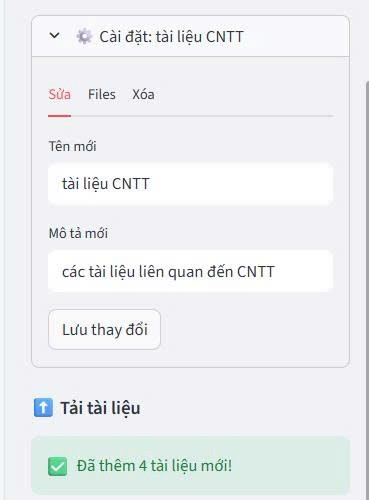 Cài đặt: tài liệu CNTT
Sửa Files Xóa
Tên mới
tài liệu CNTT
Mô tả mới
các tài liệu liên quan đến CNTT
Lưu thay đổi
Tải tài liệu
Đã thêm 4 tài liệu mới!